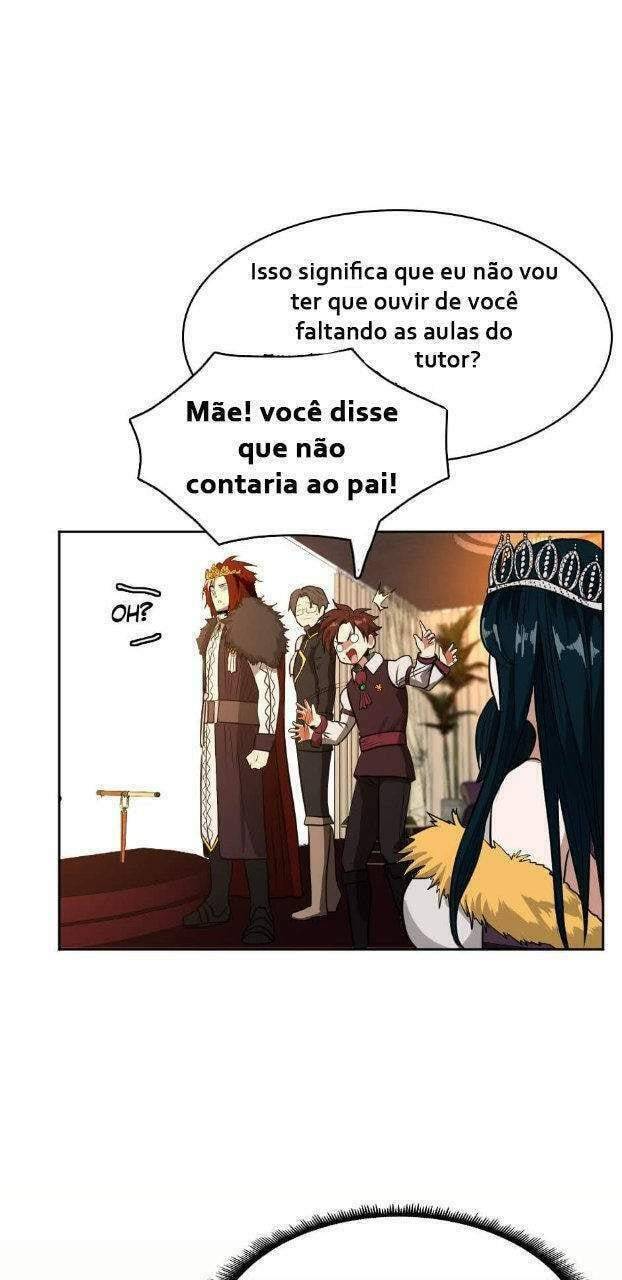 Isso significa que eu não vou
ter que ouvir de você
faltando as aulas do
tutor?
Mãe! você disse
que não
contaria ao pai!
OH?